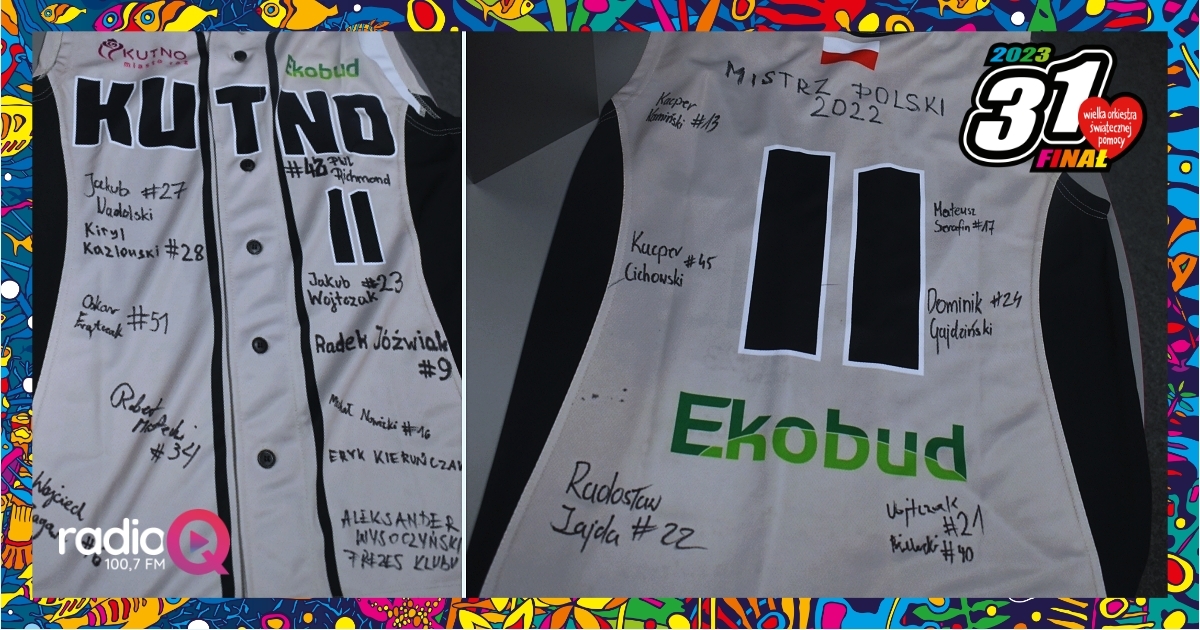 KUTNO
miasto róż
Ekobud
KUTNO
#48 Phil
Richmond
11
Jakub #27
Nadolski
Kiryl
Kazlouski #28
Jakub #23
Wojtczak
Oskar
#51
Radek Jóźwiak
#9
Robert
#34
Michał Nowicki #16
ERYK KIERUŃCZAK
Wojciech
ALEKSANDER
WYSOCZYŃSKI
PREZES KLUBU
radioQ
100,7 FM
MISTRZ POLSKI
2022
Kacper
Kamiński #13
11
Mateusz
Serafin #17
Kacper #45
Cichowski
Dominik #24
Gajdziński
Ekobud
Radosław
Jajda #22
Wojtczak
#21
#40
2023
31
wielka orkiestra
świątecznej
pomocy
FINAŁ